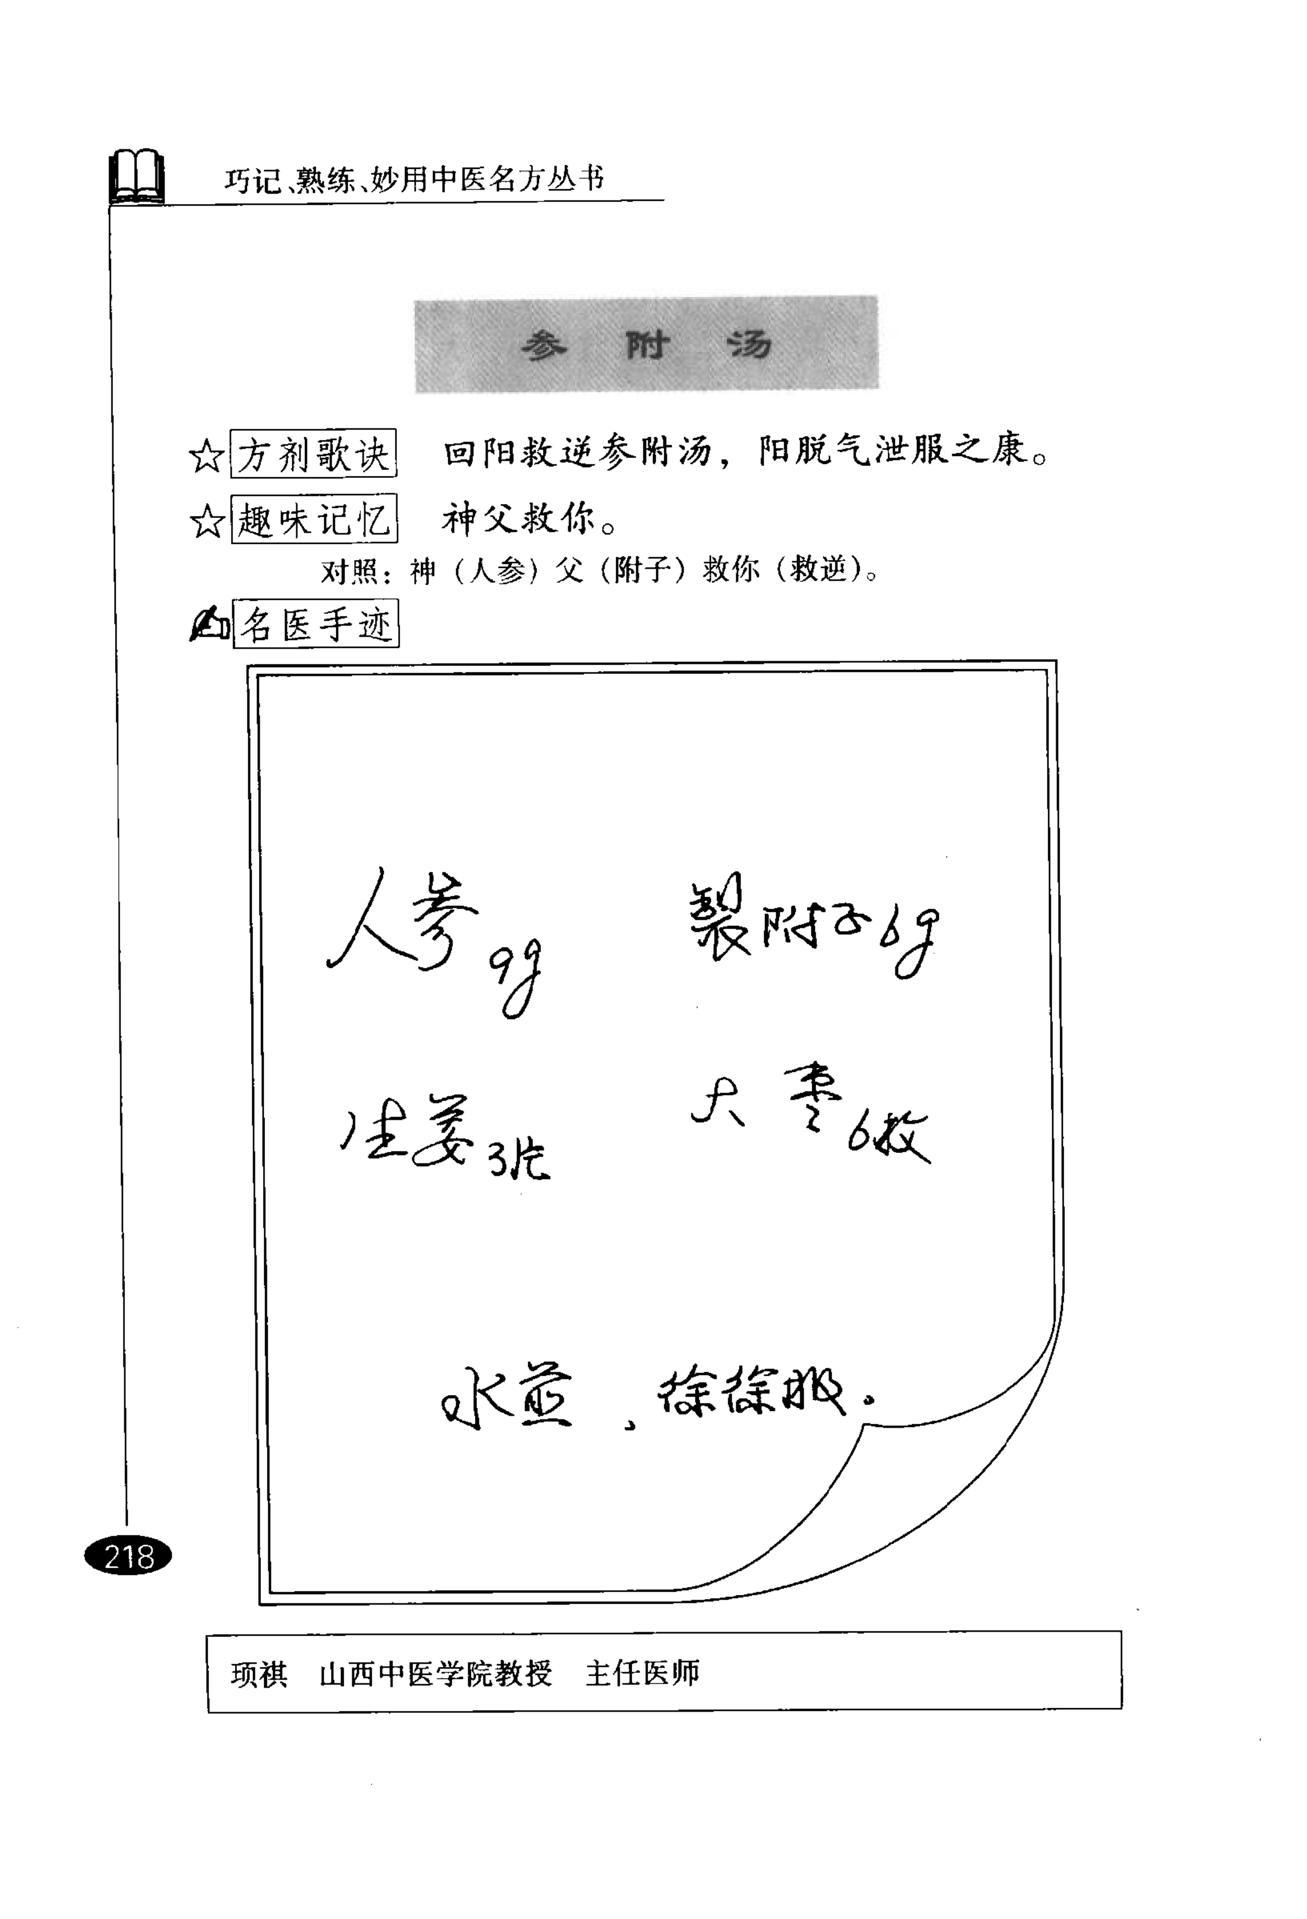 巧记、熟练、妙用中医名方丛书
参附汤
☆方剂歌诀 回阳救逆参附汤，阳脱气泄服之康。
☆趣味记忆 神父救你。
对照：神（人参）父（附子）救你（救逆）。
名医手迹
人参9g 製附子6g
生姜3片 大枣6枚
水煎，徐徐服。
218
顼祺 山西中医学院教授 主任医师